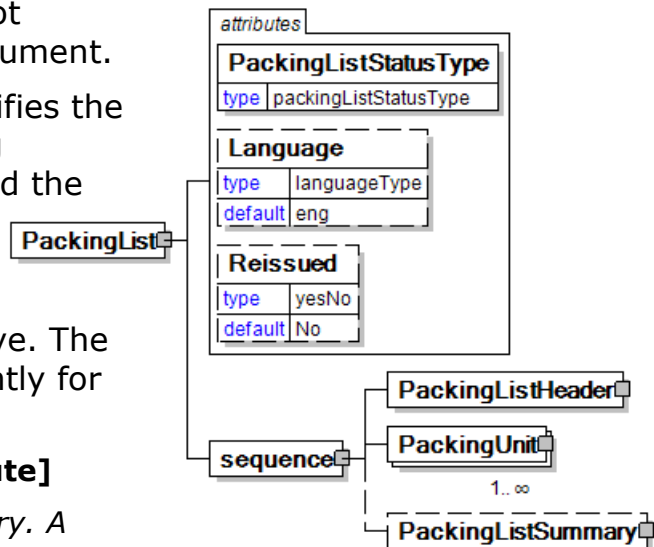 ot
ument.
ifies the
d the
ve. The
ntly for
ute]
ry. A
attributes
PackingListStatusType
type packingListStatusType
Language
type languageType
default eng
Reissued
type yesNo
default No
PackingList
sequence
PackingListHeader
PackingUnit
1.. ∞
PackingListSummary